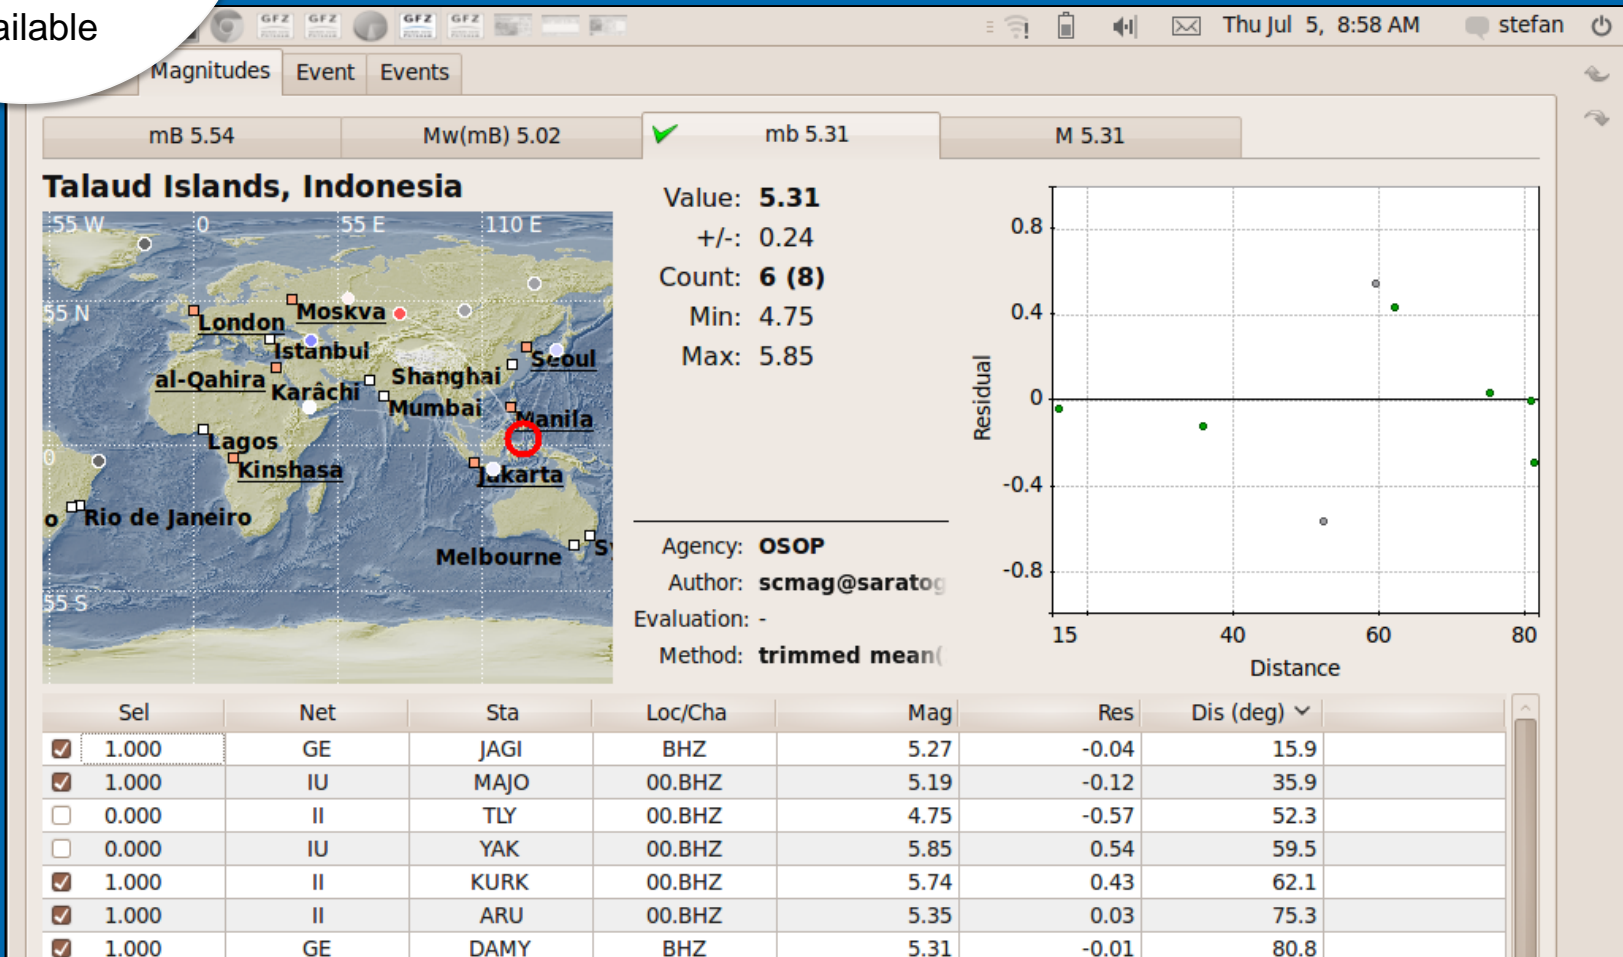 ailable
GFZ GFZ GFZ GFZ
Thu Jul 5, 8:58 AM stefan
Magnitudes Event Events
mB 5.54 Mw(mB) 5.02 mb 5.31 M 5.31
Talaud Islands, Indonesia
55 W 0 55 E 110 E
55 N
0
55 S
London
Moskva
Istanbul
al-Qahira
Karâchi
Shanghai
Seoul
Mumbai
Manila
Lagos
Kinshasa
Jakarta
o
Rio de Janeiro
Melbourne
S
Value: 5.31
+/-: 0.24
Count: 6 (8)
Min: 4.75
Max: 5.85
Agency: OSOP
Author: scmag@saratog
Evaluation: -
Method: trimmed mean(
Residual
0.8
0.4
0
-0.4
-0.8
15 40 60 80
Distance
Sel Net Sta Loc/Cha Mag Res Dis (deg)
1.000 GE JAGI BHZ 5.27 -0.04 15.9
1.000 IU MAJO 00.BHZ 5.19 -0.12 35.9
0.000 II TLY 00.BHZ 4.75 -0.57 52.3
0.000 IU YAK 00.BHZ 5.85 0.54 59.5
1.000 II KURK 00.BHZ 5.74 0.43 62.1
1.000 II ARU 00.BHZ 5.35 0.03 75.3
1.000 GE DAMY BHZ 5.31 -0.01 80.8